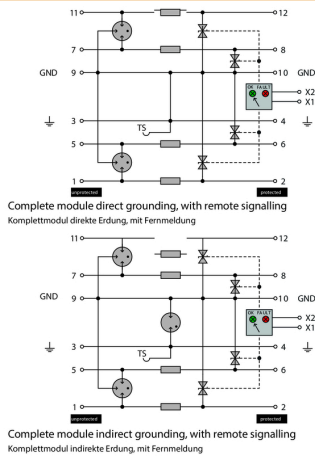 11 12
7 8
GND 9 10 GND
OK FAULT
X2
X1
3 4
TS
5 6
1 2
unprotected protected
Complete module direct grounding, with remote signalling
Komplettmodul direkte Erdung, mit Fernmeldung
11 12
7 8
GND 9 10 GND
OK FAULT
X2
X1
3 4
TS
5 6
1 2
unprotected protected
Complete module indirect grounding, with remote signalling
Komplettmodul indirekte Erdung, mit Fernmeldung